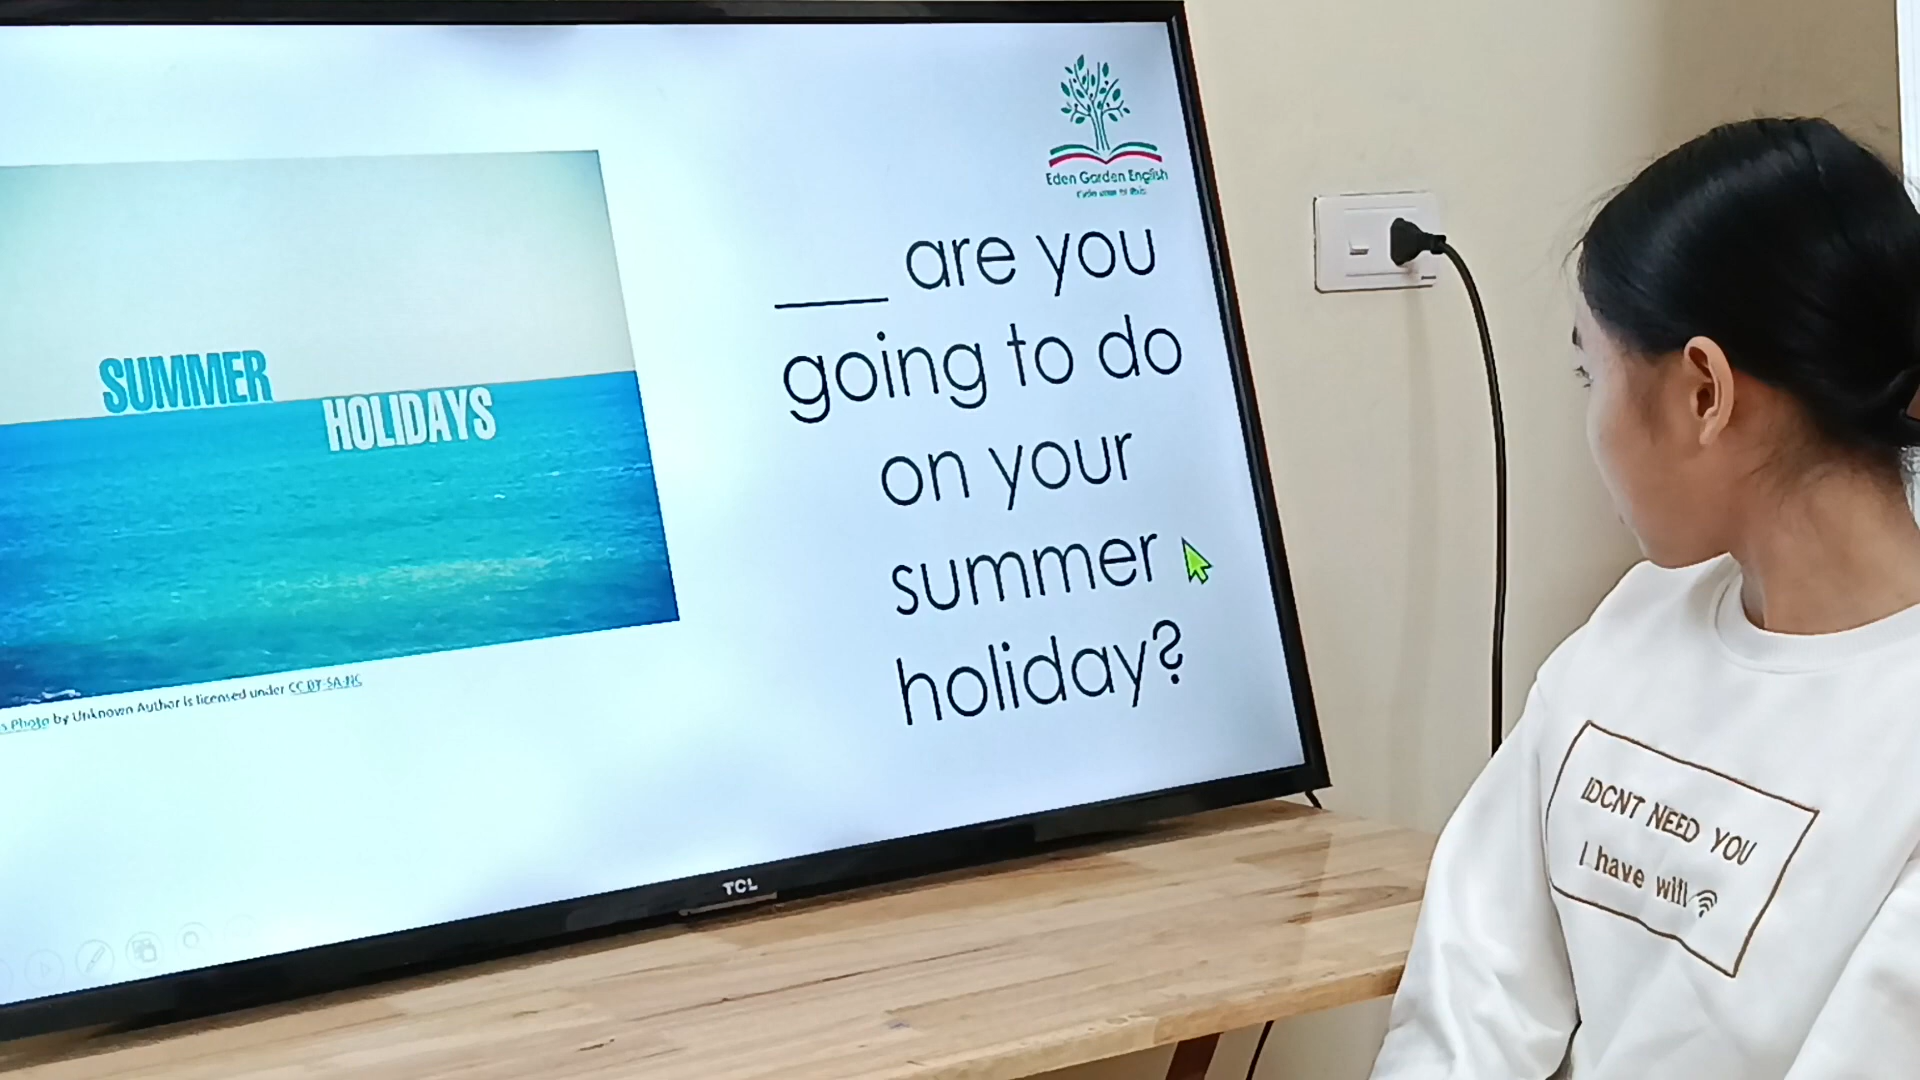 SUMMER
HOLIDAYS
Photo by Unknown Author is licensed under CC BY-SA-NC
Eden Garden English
___ are you
going to do
on your
summer
holiday?
TCL
IDCNT NEED YOU
I have wifi